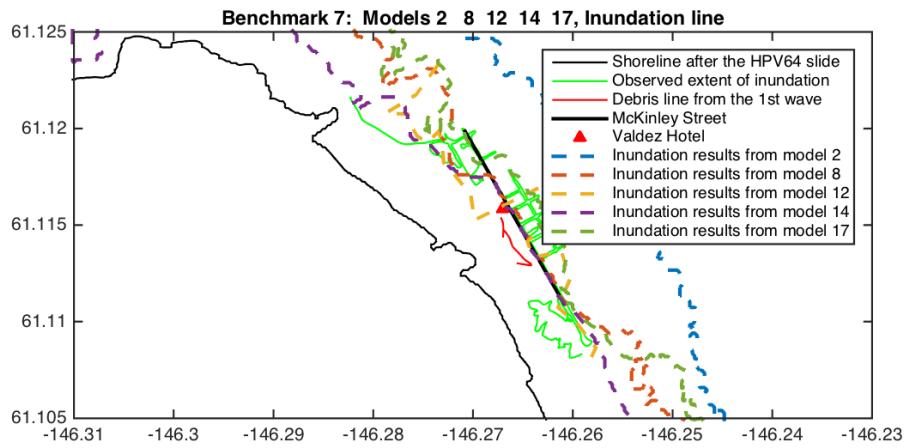 Benchmark 7: Models 2 8 12 14 17, Inundation line
61.125
61.12
61.115
61.11
61.105
Shoreline after the HPV64 slide
Observed extent of inundation
Debris line from the 1st wave
McKinley Street
Valdez Hotel
Inundation results from model 2
Inundation results from model 8
Inundation results from model 12
Inundation results from model 14
Inundation results from model 17
-146.31 -146.3 -146.29 -146.28 -146.27 -146.26 -146.25 -146.24 -146.23